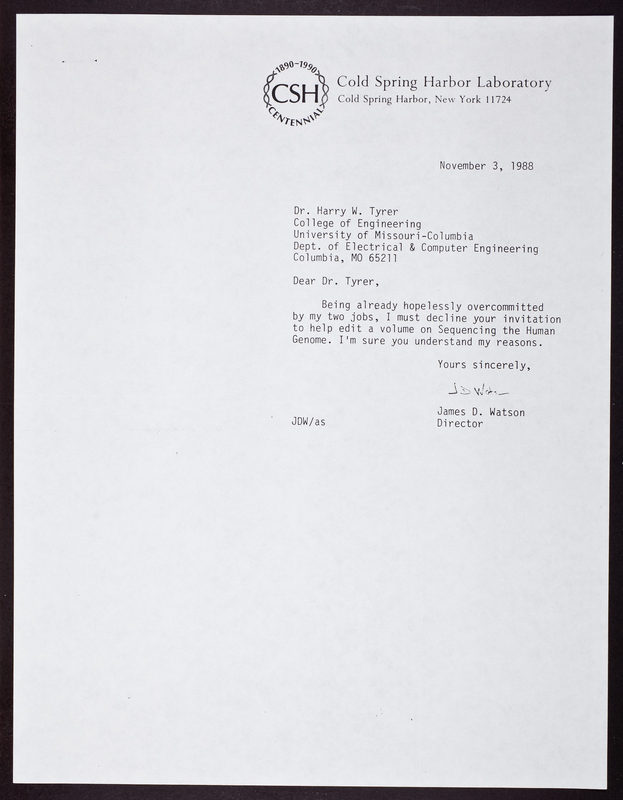 1890-1990
CSH
CENTENNIAL
Cold Spring Harbor Laboratory
Cold Spring Harbor, New York 11724
November 3, 1988
Dr. Harry W. Tyrer
College of Engineering
University of Missouri-Columbia
Dept. of Electrical & Computer Engineering
Columbia, MO 65211
Dear Dr. Tyrer,
Being already hopelessly overcommitted
by my two jobs, I must decline your invitation
to help edit a volume on Sequencing the Human
Genome. I'm sure you understand my reasons.
Yours sincerely,
J D Watson
James D. Watson
JDW/as
Director